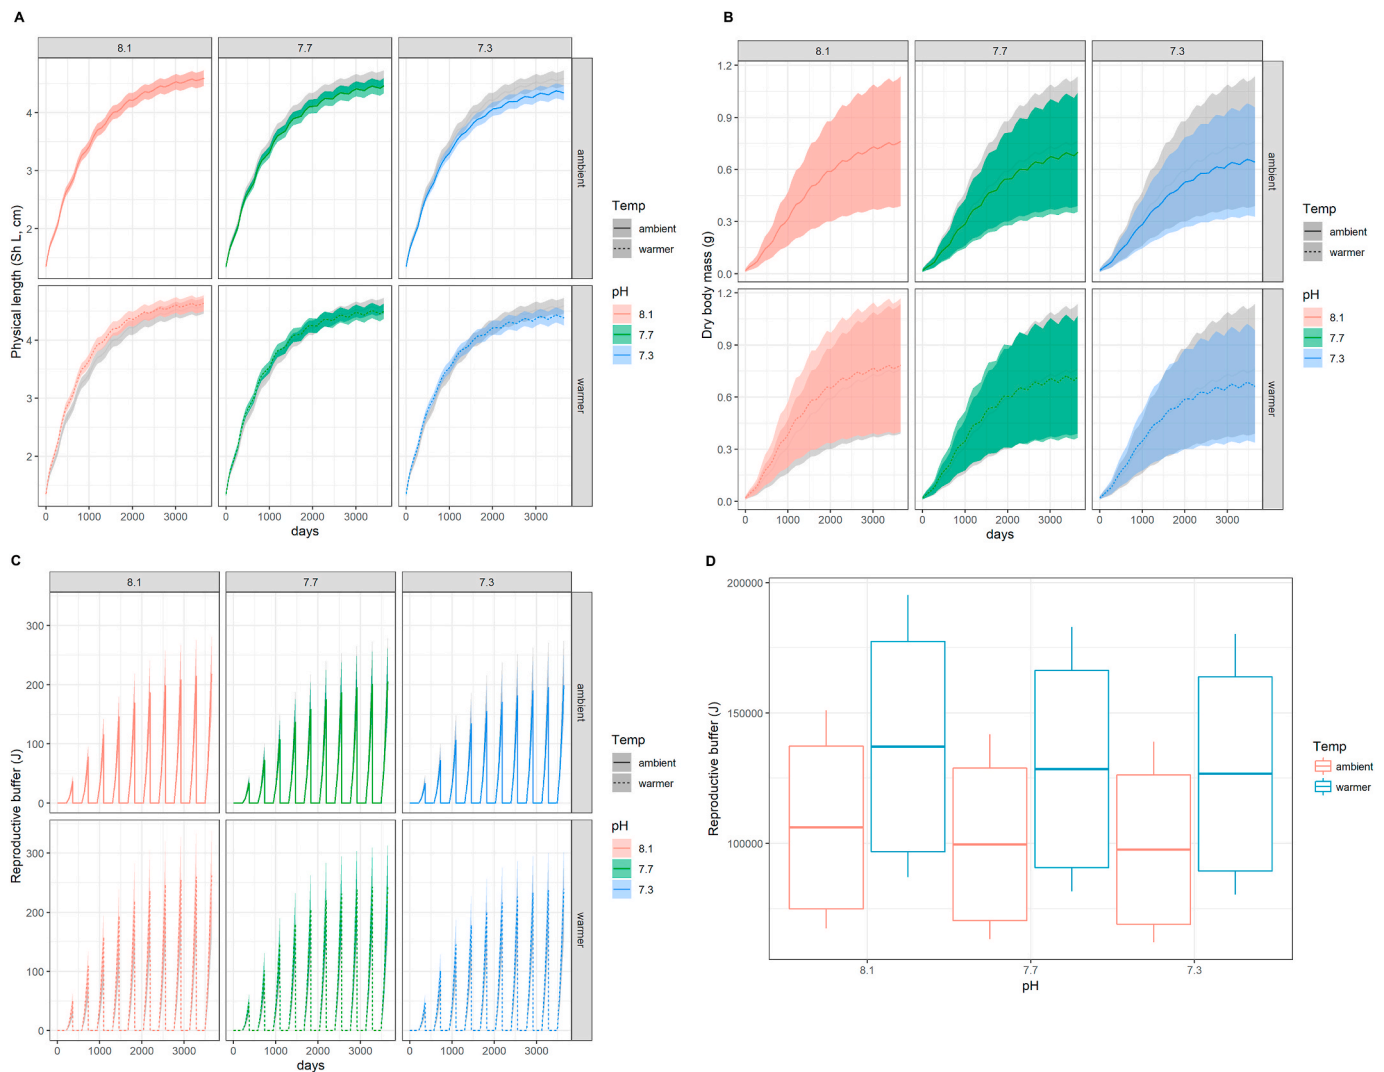 A
8.1 7.7 7.3
4
3
2
ambient
4
3
2
warmer
0 1000 2000 3000 0 1000 2000 3000 0 1000 2000 3000
days
Physical length (Sh L, cm)
Temp
ambient
warmer
pH
8.1
7.7
7.3
B
8.1 7.7 7.3
1.2
0.9
0.6
0.3
0.0
ambient
1.2
0.9
0.6
0.3
0.0
warmer
0 1000 2000 3000 0 1000 2000 3000 0 1000 2000 3000
days
Dry body mass (g)
Temp
ambient
warmer
pH
8.1
7.7
7.3
C
8.1 7.7 7.3
300
200
100
0
ambient
300
200
100
0
warmer
0 1000 2000 3000 0 1000 2000 3000 0 1000 2000 3000
days
Reproductive buffer (J)
Temp
ambient
warmer
pH
8.1
7.7
7.3
D
200000
150000
100000
8.1 7.7 7.3
pH
Reproductive buffer (J)
Temp
ambient
warmer